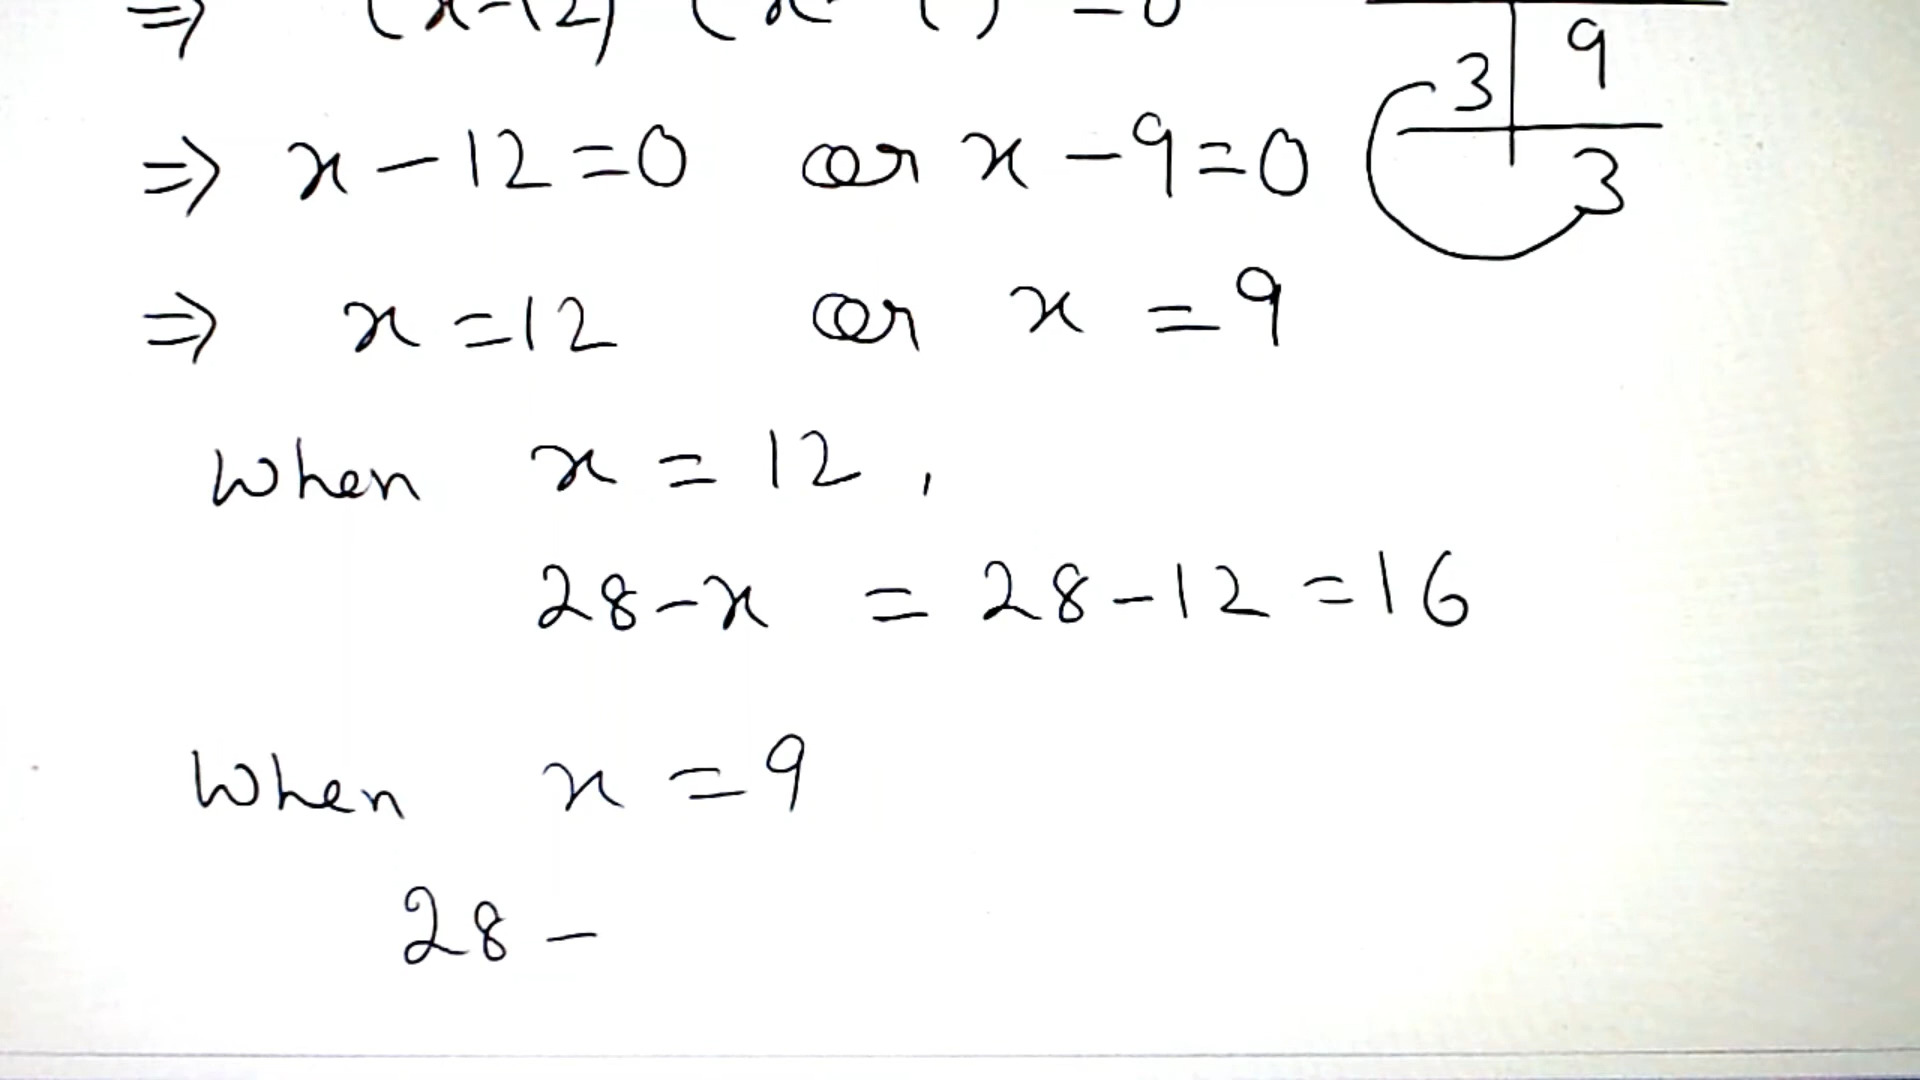 ⇒ x-12=0 or x-9=0
⇒ x=12 or x=9
When x = 12,
28-x = 28-12=16
When x = 9
28 -
3 | 9
3